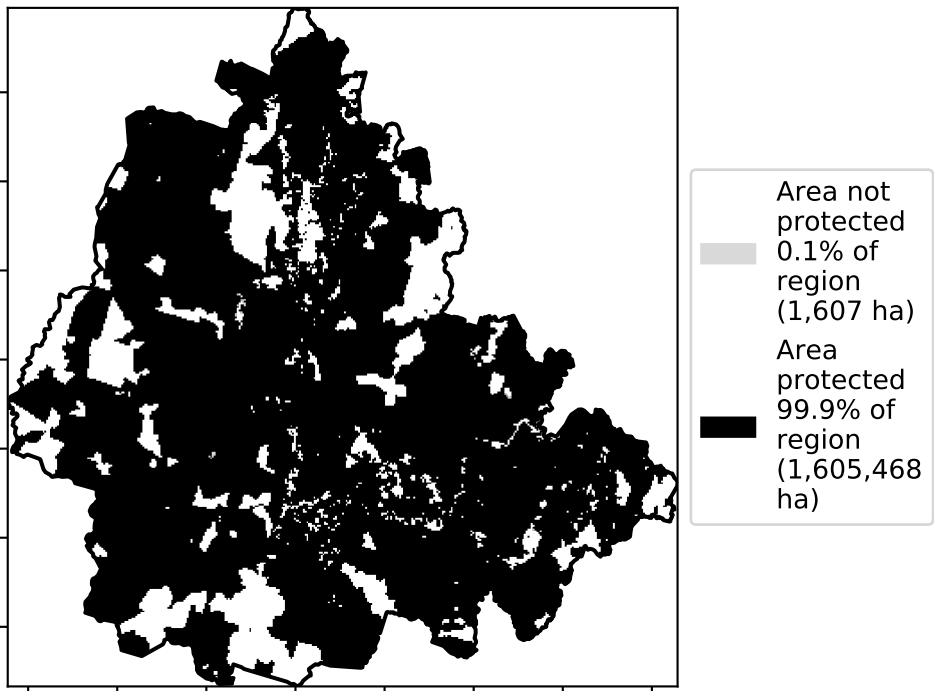 Area not
protected
0.1% of
region
(1,607 ha)
Area
protected
99.9% of
region
(1,605,468
ha)